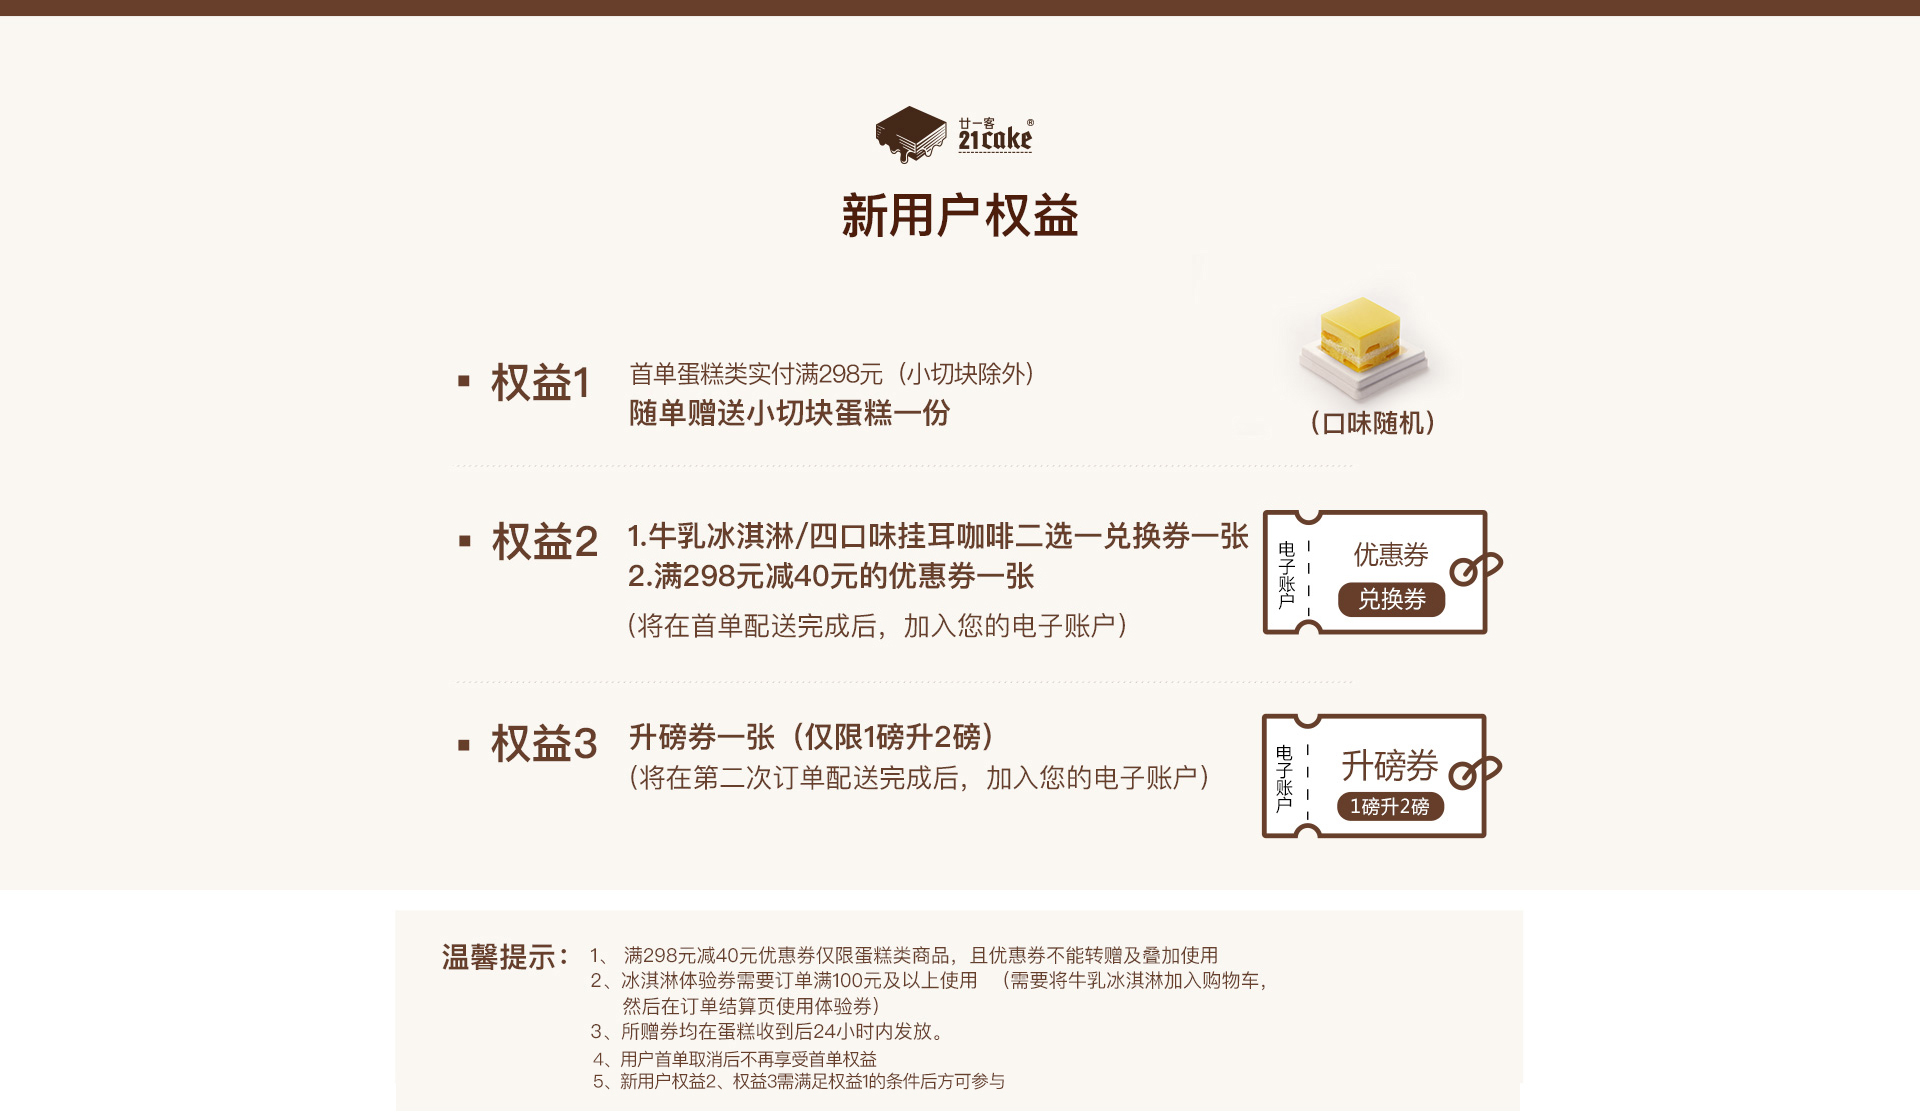 廿一客 ®
21cake
新用户权益
权益1
首单蛋糕类实付满298元（小切块除外）
随单赠送小切块蛋糕一份
（口味随机）
权益2
1.牛乳冰淇淋/四口味挂耳咖啡二选一兑换券一张
2.满298元减40元的优惠券一张
（将在首单配送完成后，加入您的电子账户）
电子账户
优惠券
兑换券
权益3
升磅券一张（仅限1磅升2磅）
（将在第二次订单配送完成后，加入您的电子账户）
电子账户
升磅券
1磅升2磅
温馨提示：
1、 满298元减40元优惠券仅限蛋糕类商品，且优惠券不能转赠及叠加使用
2、冰淇淋体验券需要订单满100元及以上使用 （需要将牛乳冰淇淋加入购物车，
然后在订单结算页使用体验券）
3、所赠券均在蛋糕收到后24小时内发放。
4、用户首单取消后不再享受首单权益
5、新用户权益2、权益3需满足权益1的条件后方可参与